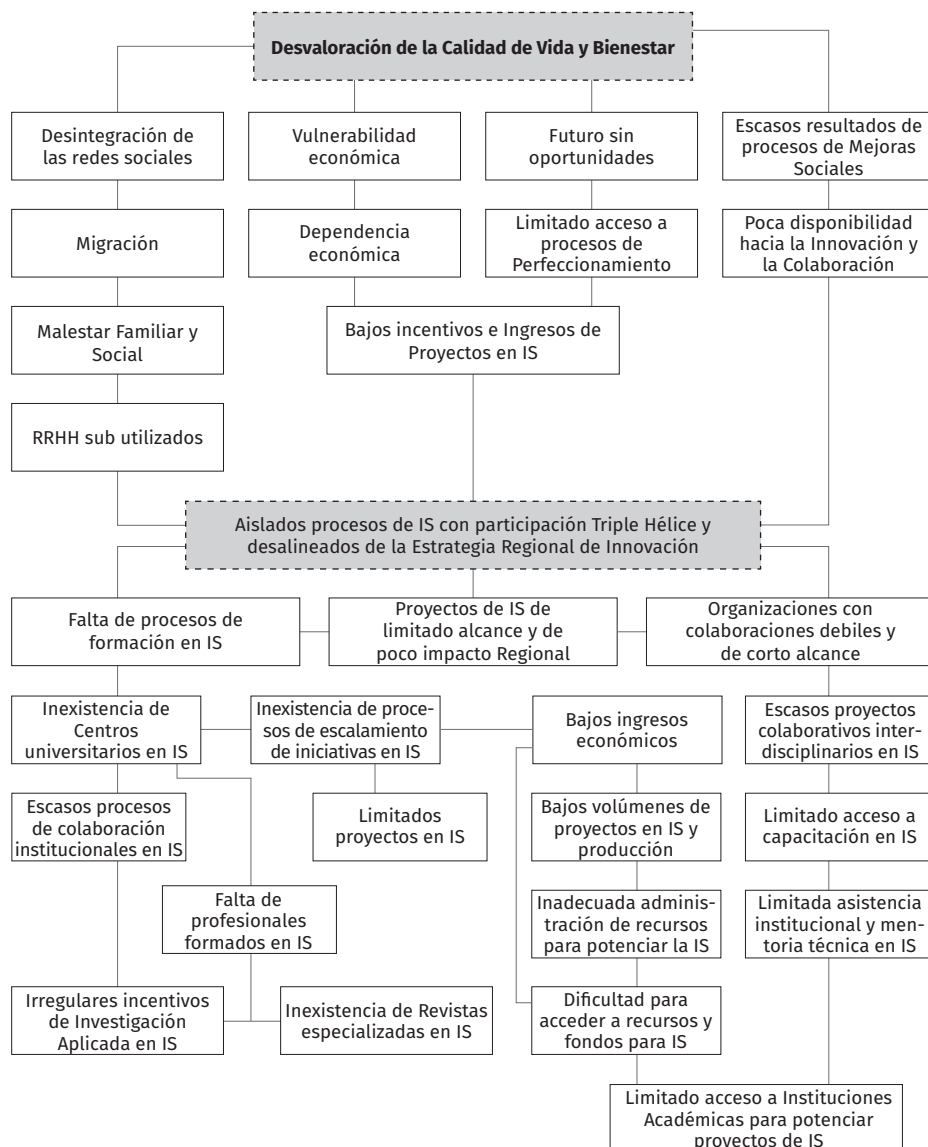 Desvaloración de la Calidad de Vida y Bienestar
Desintegración de
las redes sociales
Vulnerabilidad
económica
Futuro sin
oportunidades
Escasos resultados de
procesos de Mejoras
Sociales
Migración
Dependencia
económica
Limitado acceso a
procesos de
Perfeccionamiento
Poca disponibilidad
hacia la Innovación y
la Colaboración
Malestar Familiar y
Social
Bajos incentivos e Ingresos de
Proyectos en IS
RRHH sub utilizados
Aislados procesos de IS con participación Triple Hélice y
desalineados de la Estrategia Regional de Innovación
Falta de procesos de
formación en IS
Proyectos de IS de
limitado alcance y de
poco impacto Regional
Organizaciones con
colaboraciones debiles y
de corto alcance
Inexistencia de
Centros
universitarios en IS
Inexistencia de proce-
sos de escalamiento
de iniciativas en IS
Bajos ingresos
económicos
Escasos proyectos
colaborativos inter-
disciplinarios en IS
Escasos procesos
de colaboración
institucionales en IS
Limitados
proyectos en IS
Bajos volúmenes de
proyectos en IS y
producción
Limitado acceso a
capacitación en IS
Falta de
profesionales
formados en IS
Inadecuada adminis-
tración de recursos
para potenciar la IS
Limitada asistencia
institucional y men-
toria técnica en IS
Irregulares incentivos
de Investigación
Aplicada en IS
Inexistencia de Revistas
especializadas en IS
Dificultad para
acceder a recursos y
fondos para IS
Limitado acceso a Instituciones
Académicas para potenciar
proyectos de IS